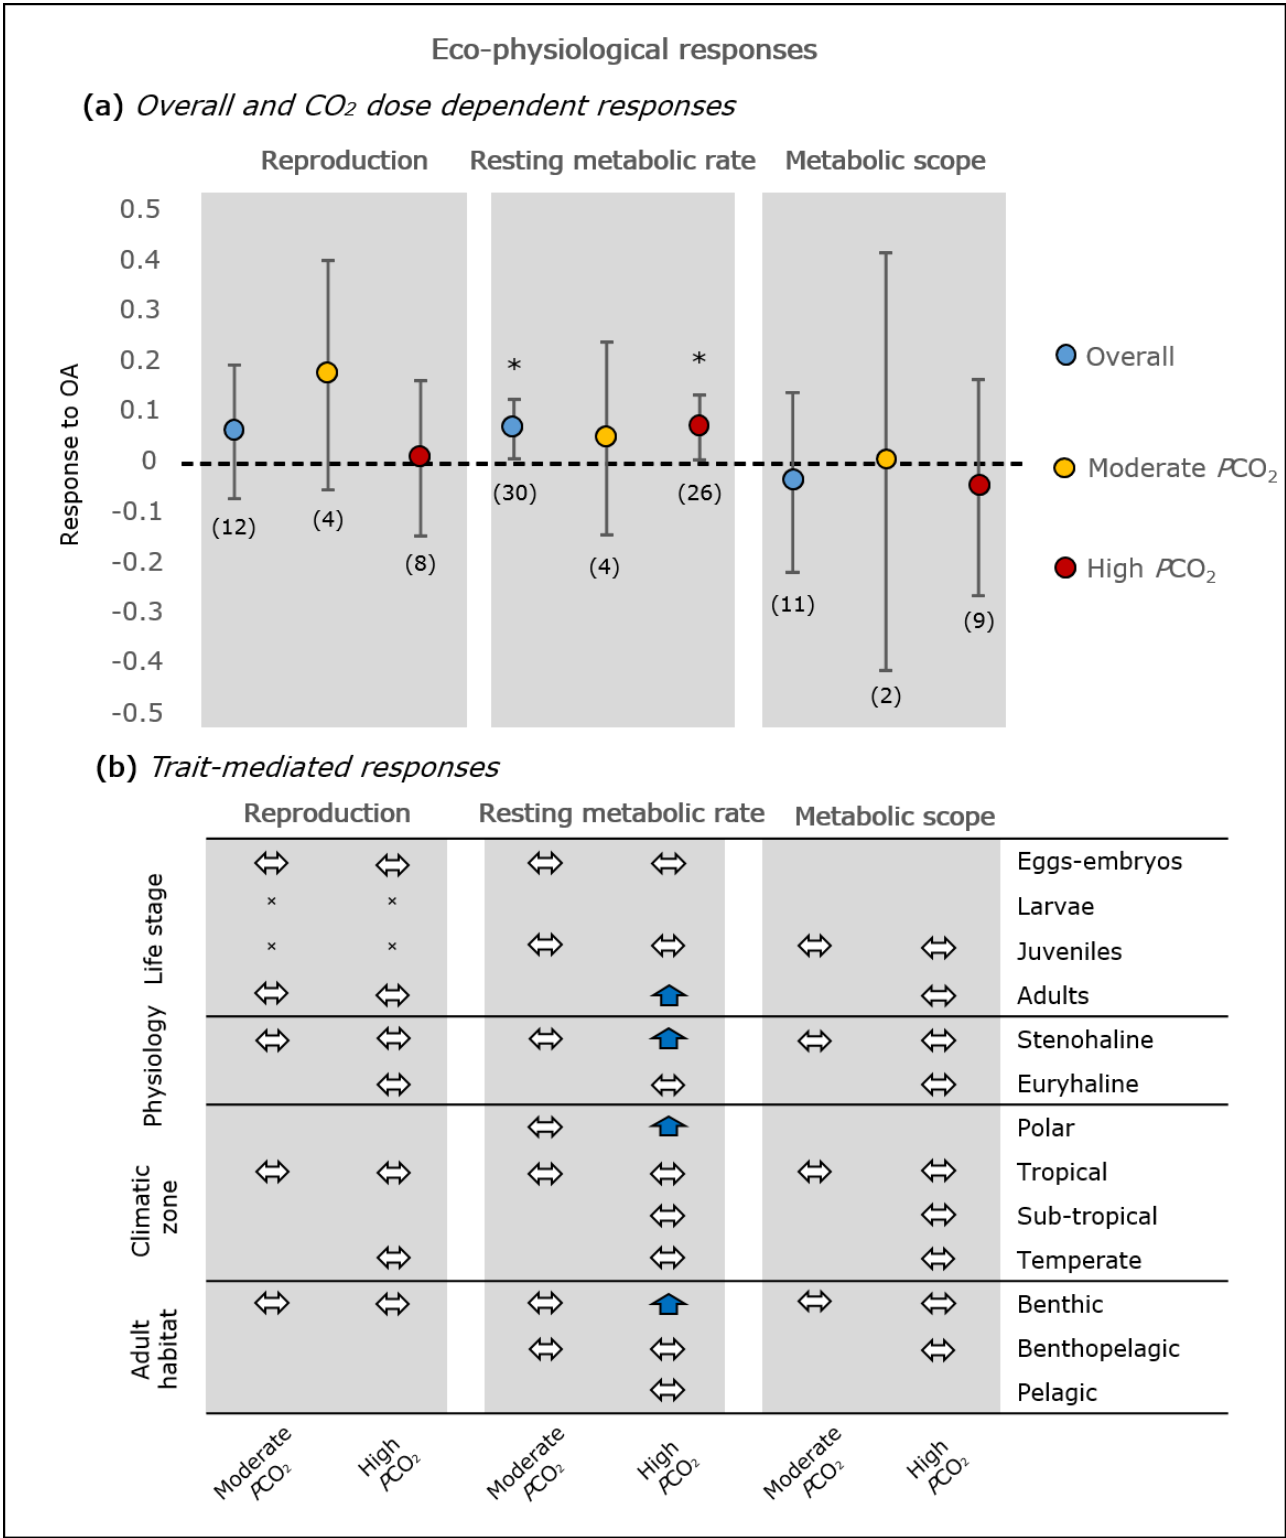 Eco-physiological responses
(a) Overall and CO₂ dose dependent responses
Reproduction Resting metabolic rate Metabolic scope
Response to OA
0.5
0.4
0.3
0.2
0.1
0
-0.1
-0.2
-0.3
-0.4
-0.5
* *
(12) (4) (8) (30) (4) (26) (11) (2) (9)
Overall
Moderate PCO₂
High PCO₂
(b) Trait-mediated responses
Reproduction Resting metabolic rate Metabolic scope
Life stage
Eggs-embryos
× × Larvae
× × Juveniles
Adults
Physiology
Stenohaline
Euryhaline
Climatic
zone
Polar
Tropical
Sub-tropical
Temperate
Adult
habitat
Benthic
Benthopelagic
Pelagic
Moderate
PCO₂
High
PCO₂
Moderate
PCO₂
High
PCO₂
Moderate
PCO₂
High
PCO₂